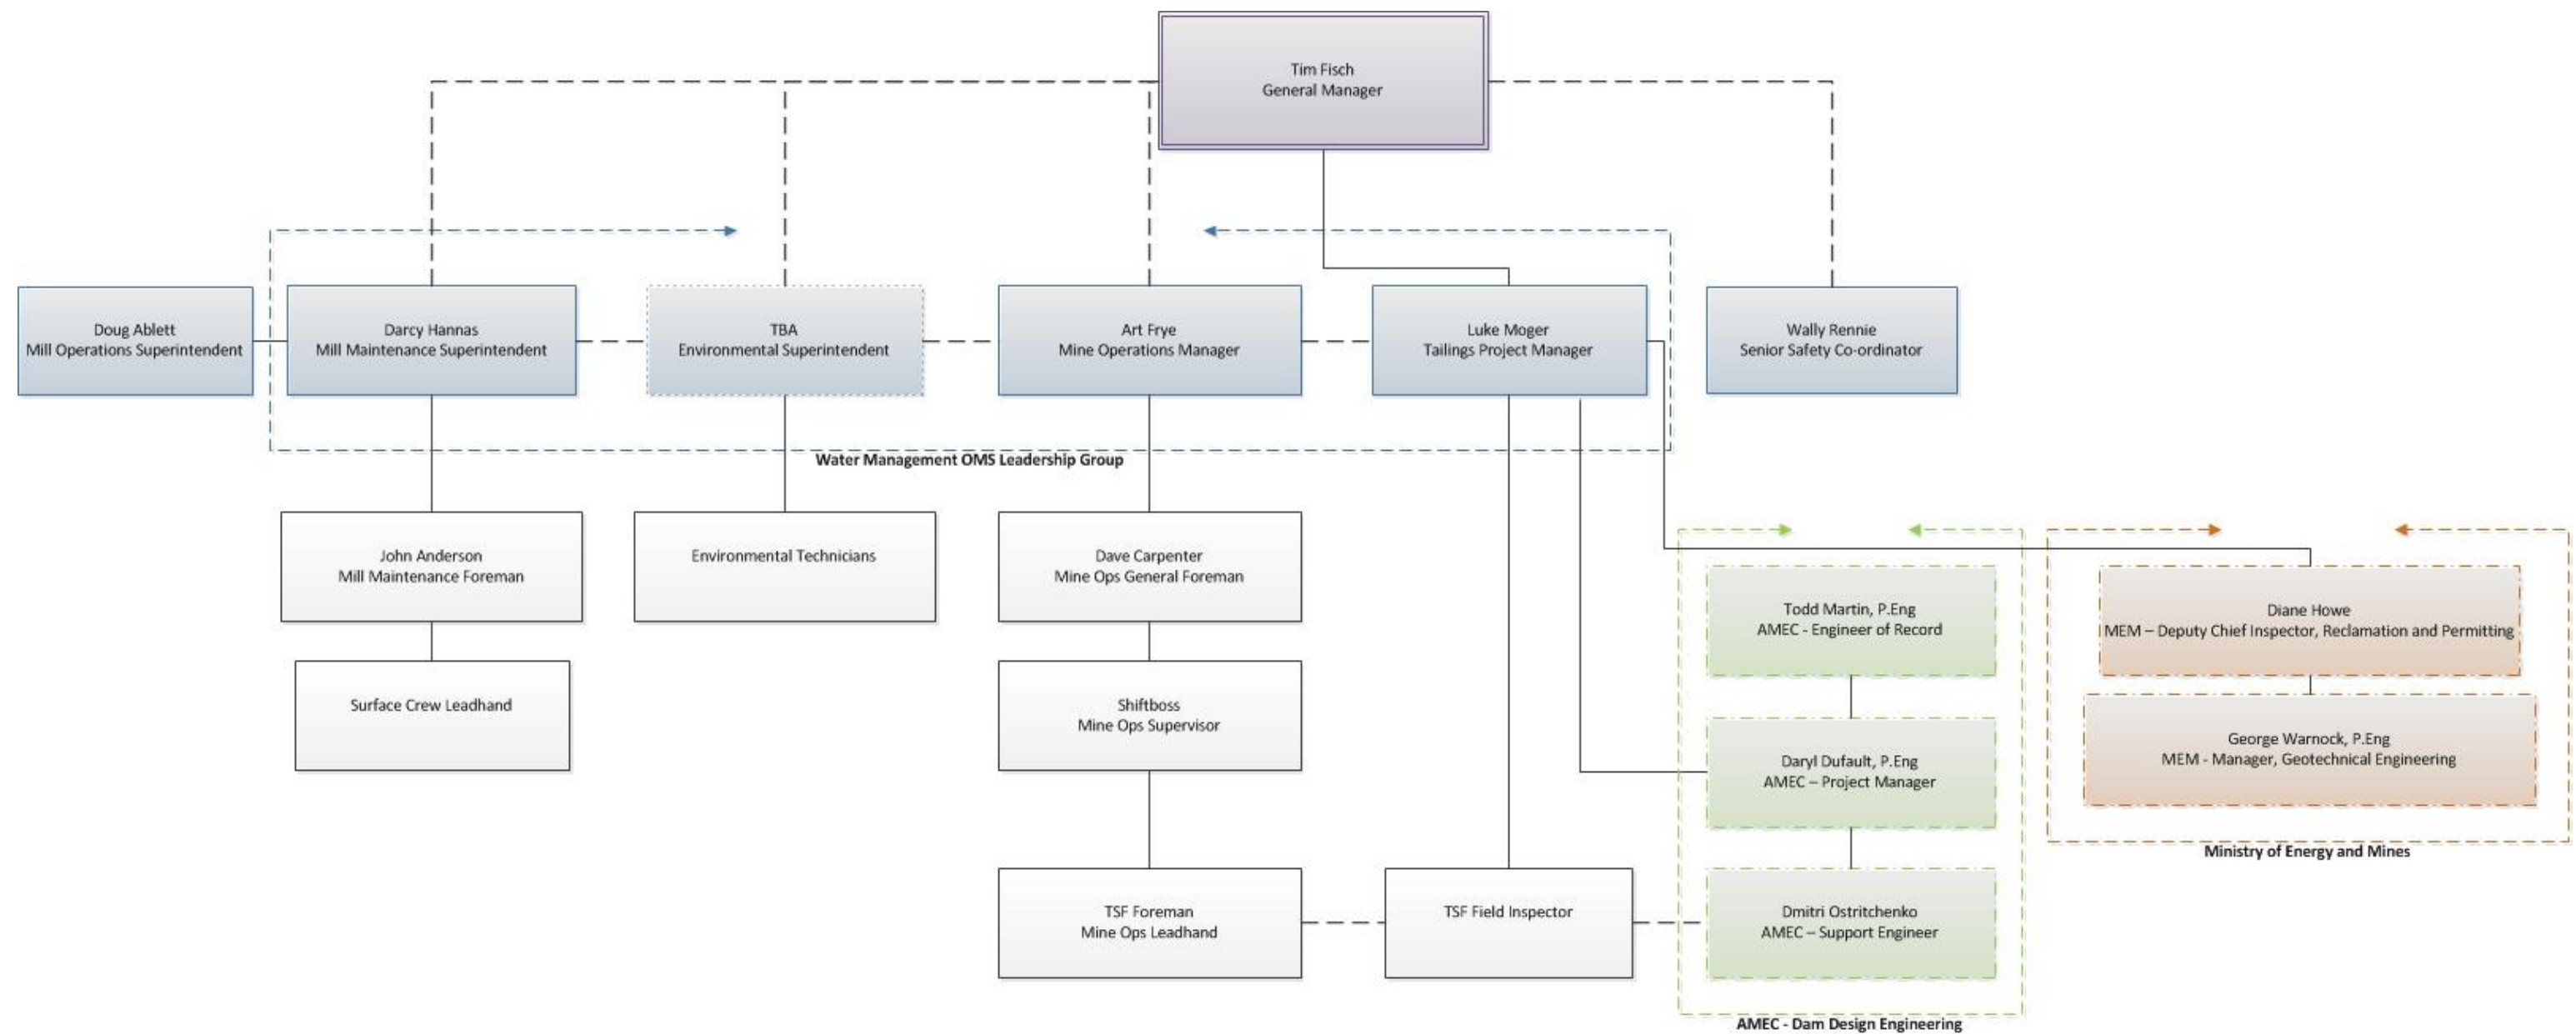 Tim Fisch
General Manager
Doug Ablett
Mill Operations Superintendent
Darcy Hannas
Mill Maintenance Superintendent
TBA
Environmental Superintendent
Art Frye
Mine Operations Manager
Luke Moger
Tailings Project Manager
Wally Rennie
Senior Safety Co-ordinator
Water Management OMS Leadership Group
John Anderson
Mill Maintenance Foreman
Environmental Technicians
Dave Carpenter
Mine Ops General Foreman
Todd Martin, P.Eng
AMEC - Engineer of Record
Diane Howe
MEM – Deputy Chief Inspector, Reclamation and Permitting
Surface Crew Leadhand
Shiftboss
Mine Ops Supervisor
Daryl Dufault, P.Eng
AMEC – Project Manager
George Warnock, P.Eng
MEM - Manager, Geotechnical Engineering
Ministry of Energy and Mines
TSF Foreman
Mine Ops Leadhand
TSF Field Inspector
Dmitri Ostritchenko
AMEC – Support Engineer
AMEC - Dam Design Engineering